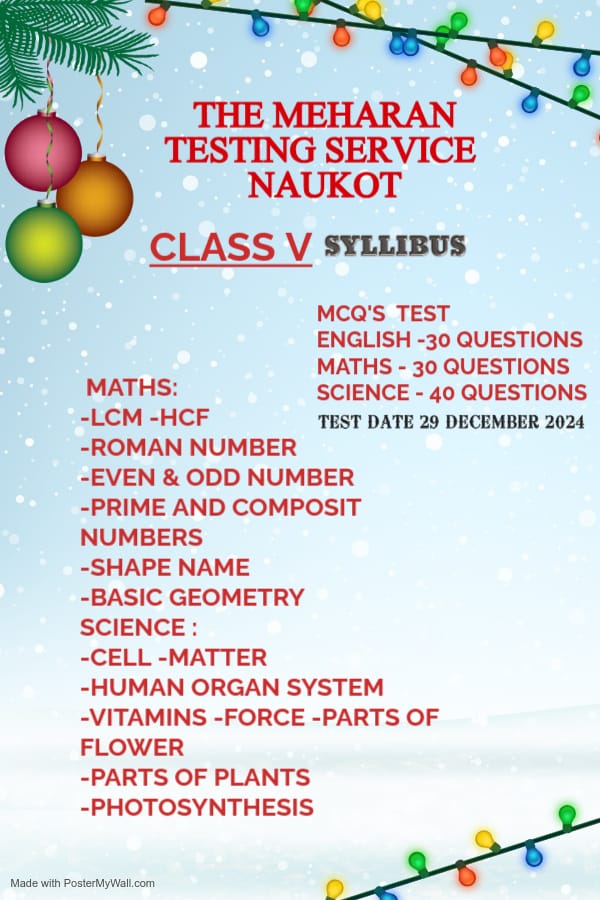 THE MEHARAN
TESTING SERVICE
NAUKOT
CLASS V SYLLIBUS
MCQ'S TEST
ENGLISH -30 QUESTIONS
MATHS - 30 QUESTIONS
SCIENCE - 40 QUESTIONS
TEST DATE 29 DECEMBER 2024
MATHS:
-LCM -HCF
-ROMAN NUMBER
-EVEN & ODD NUMBER
-PRIME AND COMPOSIT
NUMBERS
-SHAPE NAME
-BASIC GEOMETRY
SCIENCE :
-CELL -MATTER
-HUMAN ORGAN SYSTEM
-VITAMINS -FORCE -PARTS OF
FLOWER
-PARTS OF PLANTS
-PHOTOSYNTHESIS
Made with PosterMyWall.com